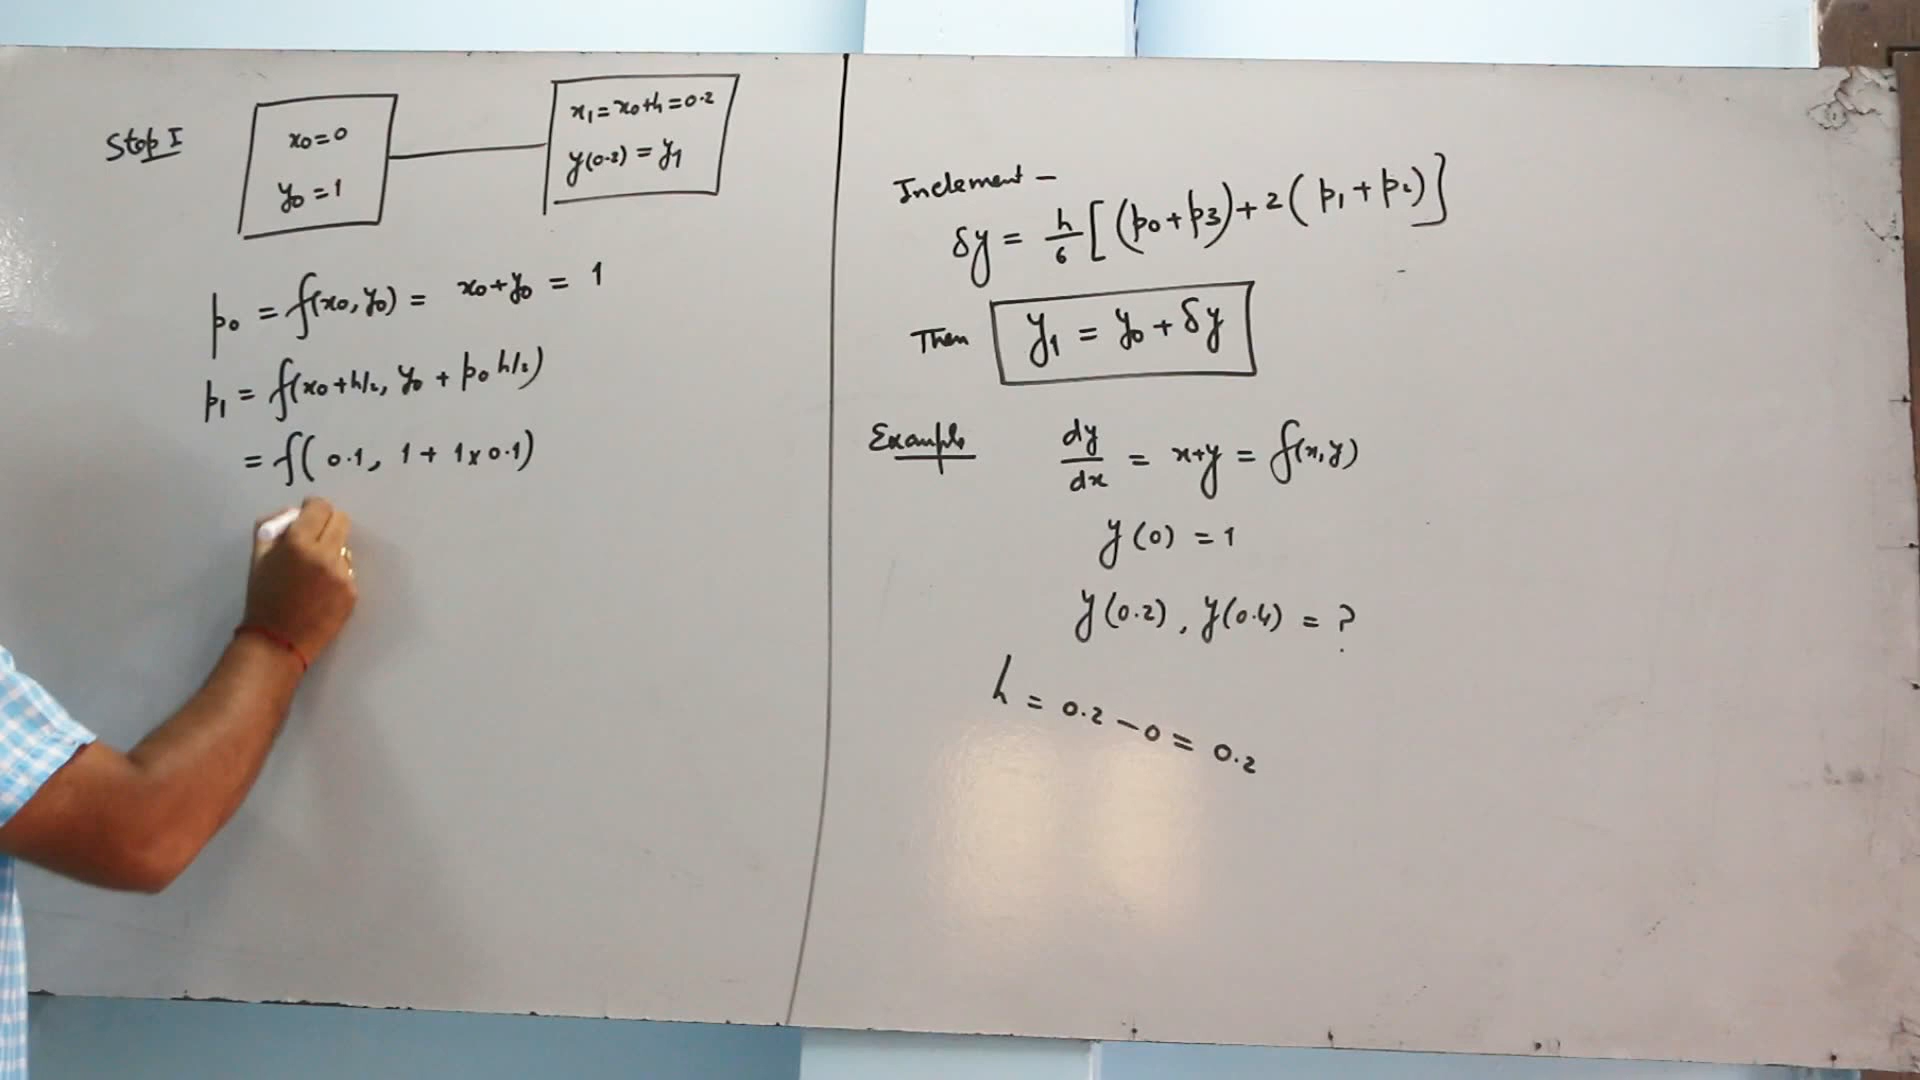 Step I
x₀=0
y₀=1
x₁=x₀+h=0.2
y(0.2) = y₁
p₀ = f(x₀, y₀) = x₀+y₀ = 1
p₁ = f(x₀+h/2, y₀ + p₀ h/2)
= f( 0.1, 1 + 1×0.1)
Inclement –
δy = h/6 [ (p₀+p₃)+2( p₁+p₂)]
Then y₁ = y₀ + δy
Example dy/dx = x+y = f(x,y)
y(0) = 1
y(0.2), y(0.4) = ?
h = 0.2 – 0 = 0.2